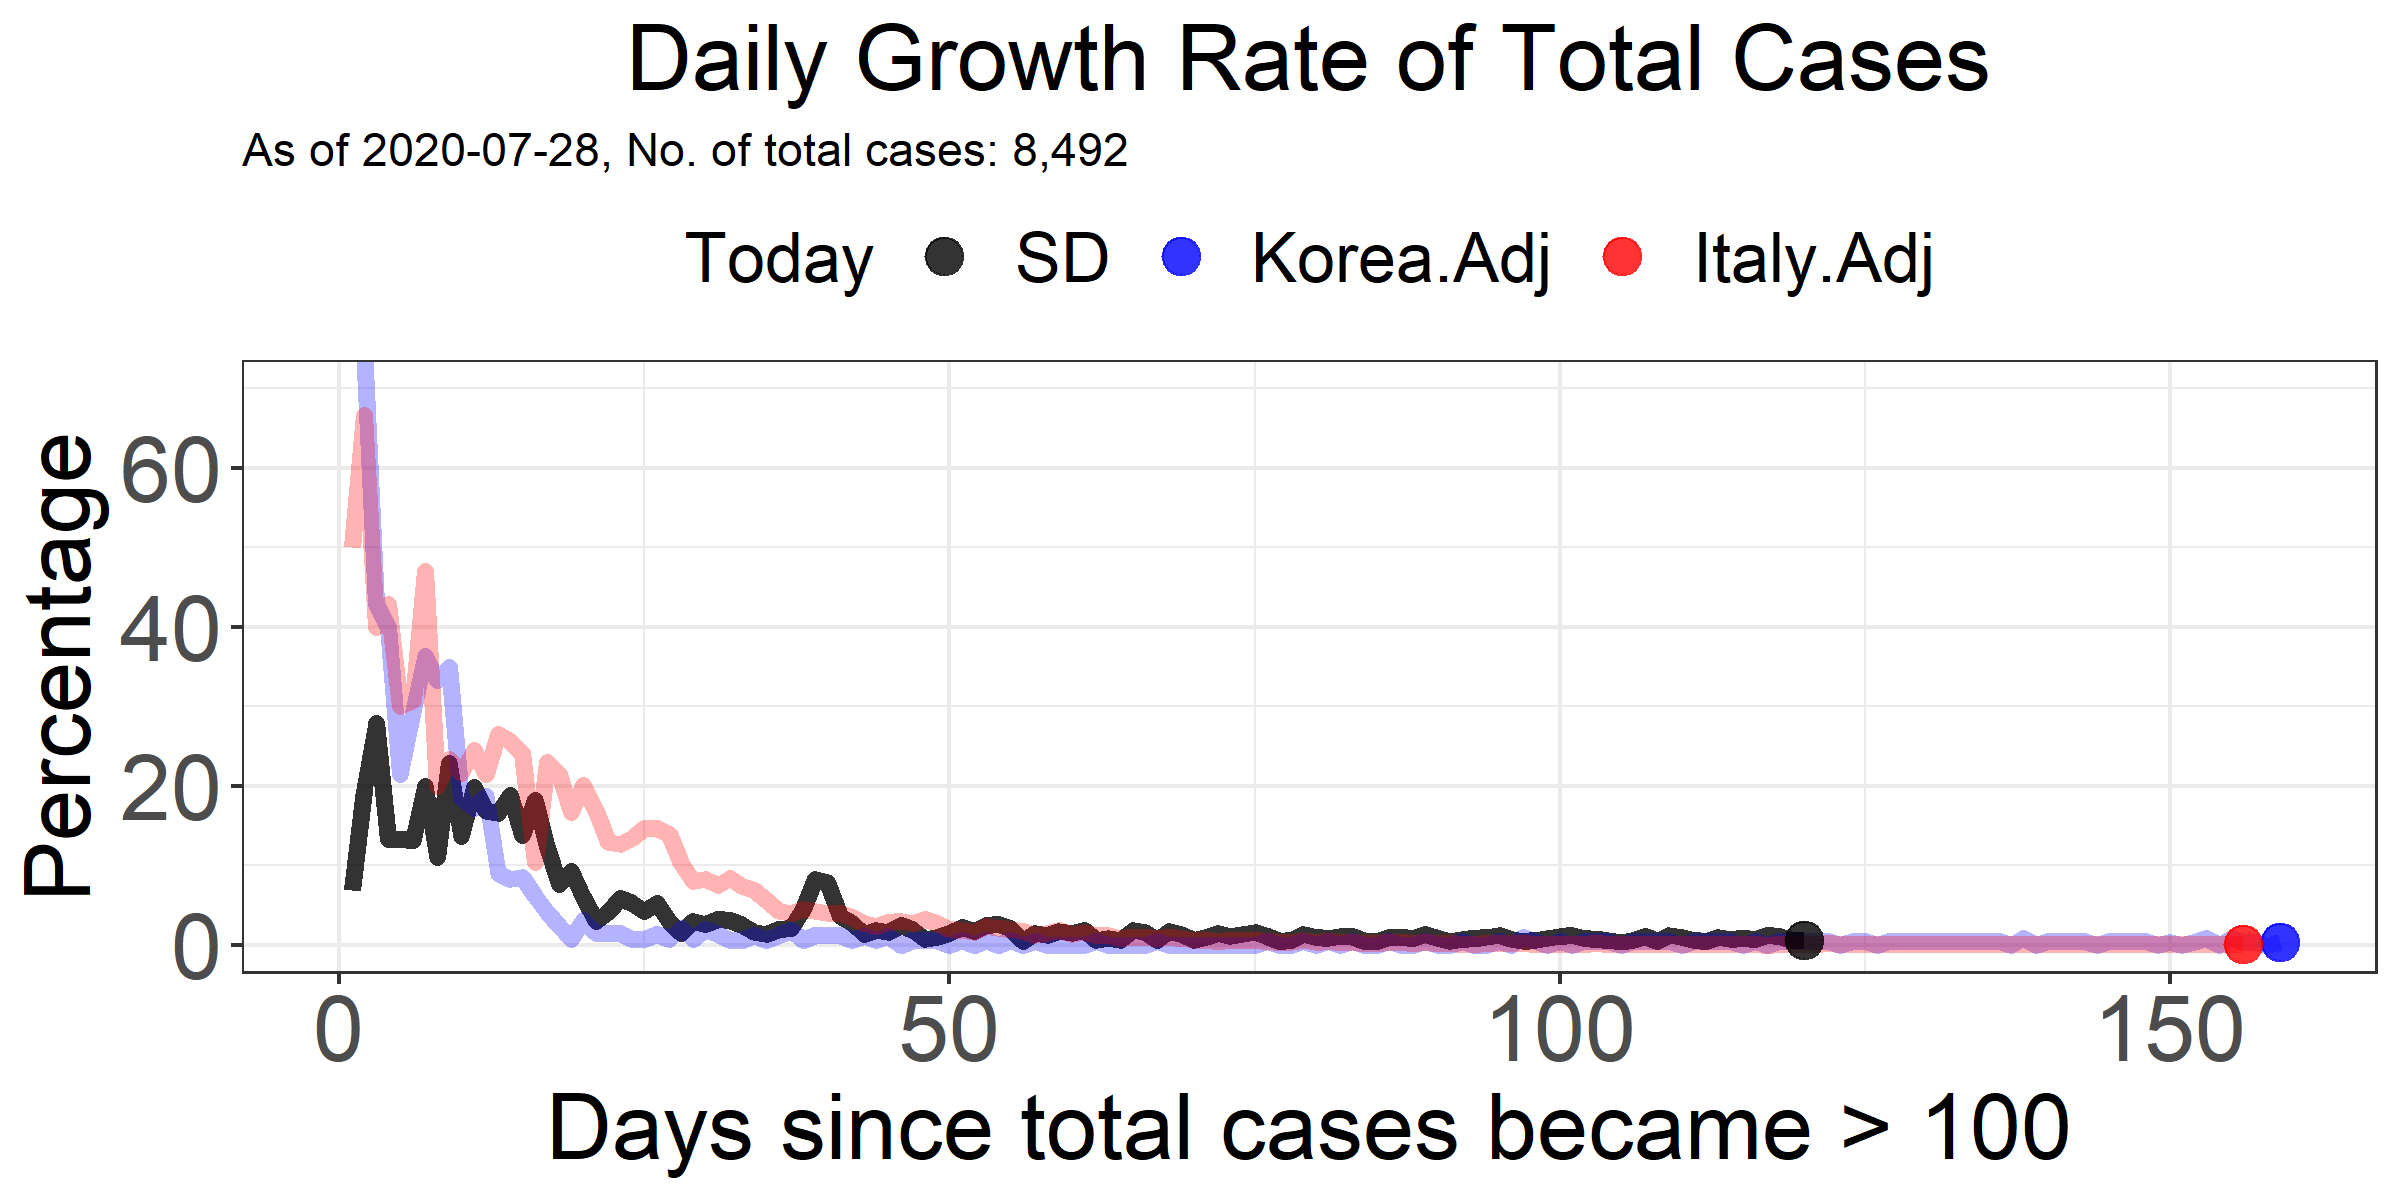 Daily Growth Rate of Total Cases
As of 2020-07-28, No. of total cases: 8,492
Today SD Korea.Adj Italy.Adj
Percentage
60
40
20
0
0 50 100 150
Days since total cases became > 100